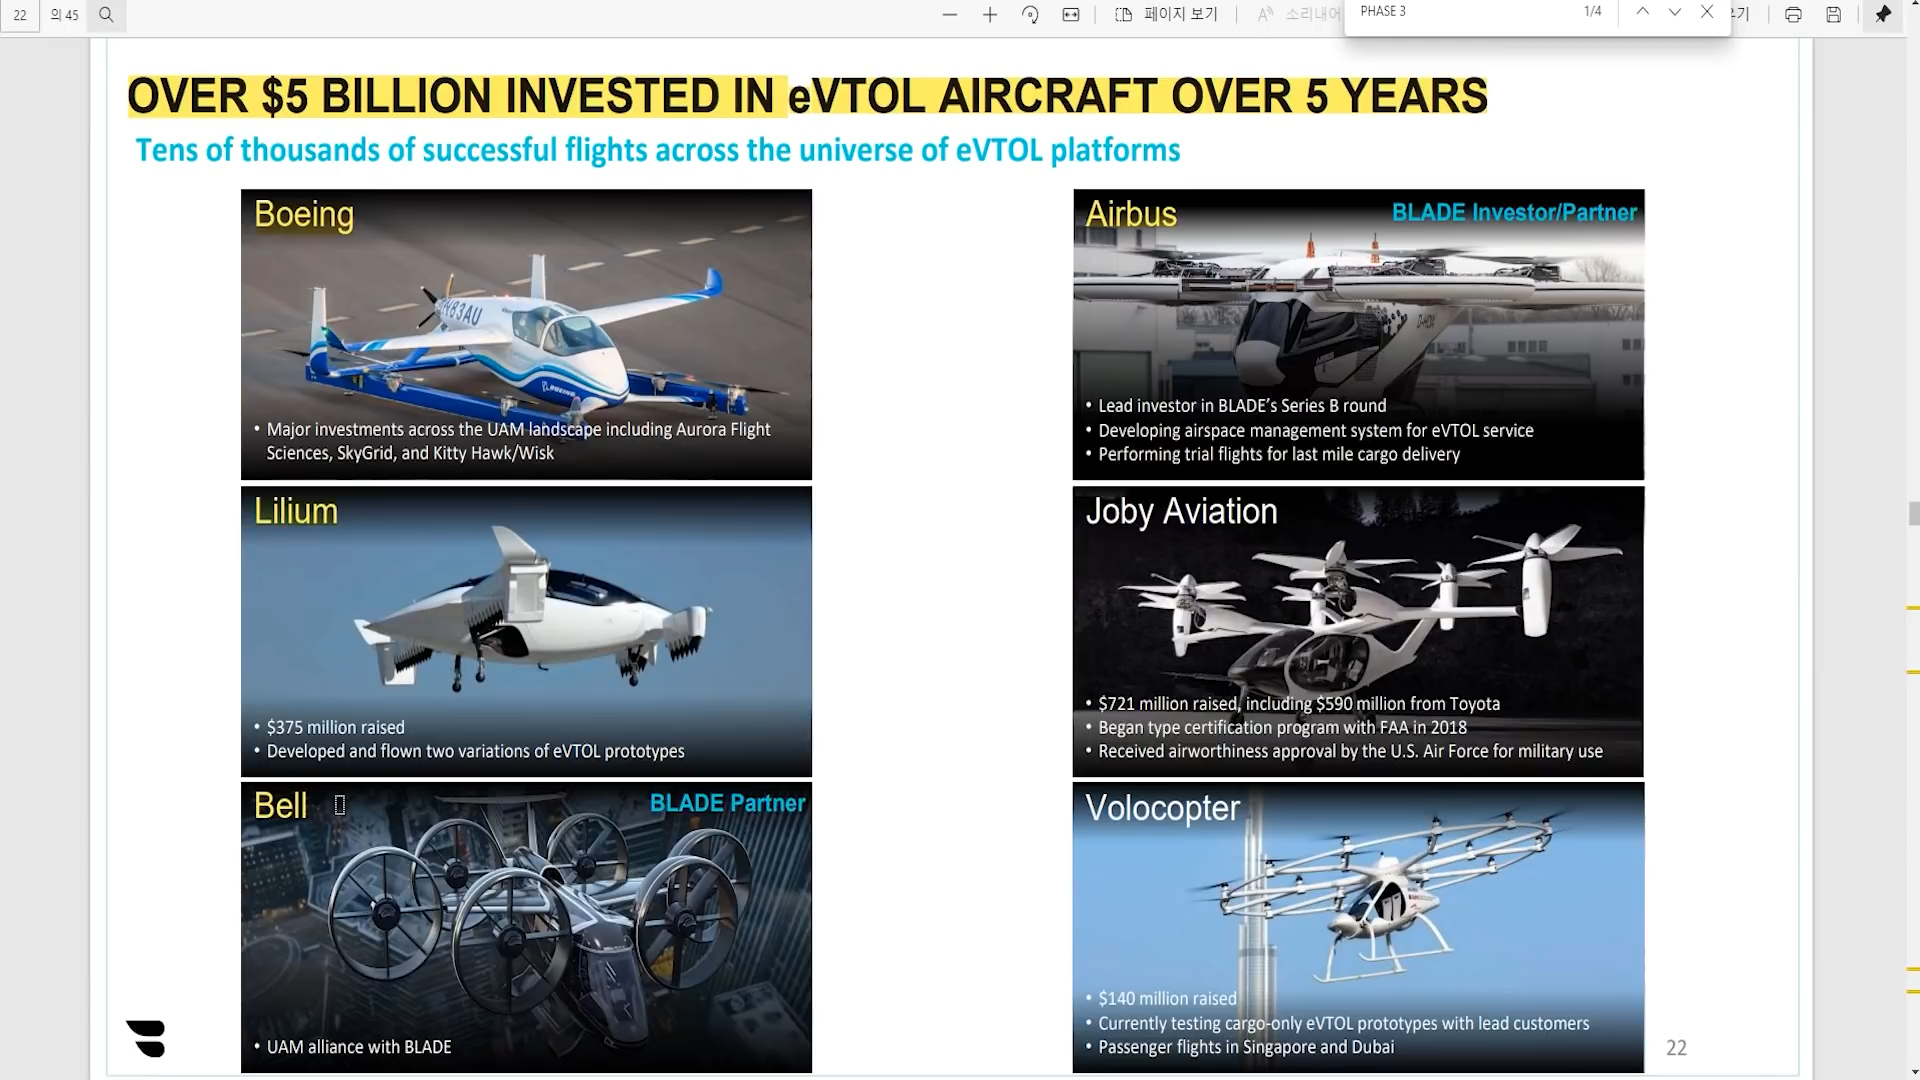 22
의 45
페이지 보기
소리내어
PHASE 3
1/4
OVER $5 BILLION INVESTED IN eVTOL AIRCRAFT OVER 5 YEARS
Tens of thousands of successful flights across the universe of eVTOL platforms
Boeing
N83AU
BOEING
• Major investments across the UAM landscape including Aurora Flight
Sciences, SkyGrid, and Kitty Hawk/Wisk
Airbus
BLADE Investor/Partner
AIRBUS
• Lead investor in BLADE's Series B round
• Developing airspace management system for eVTOL service
• Performing trial flights for last mile cargo delivery
Lilium
• $375 million raised
• Developed and flown two variations of eVTOL prototypes
Joby Aviation
• $721 million raised, including $590 million from Toyota
• Began type certification program with FAA in 2018
• Received airworthiness approval by the U.S. Air Force for military use
Bell
BLADE Partner
• UAM alliance with BLADE
Volocopter
• $140 million raised
• Currently testing cargo-only eVTOL prototypes with lead customers
• Passenger flights in Singapore and Dubai
22